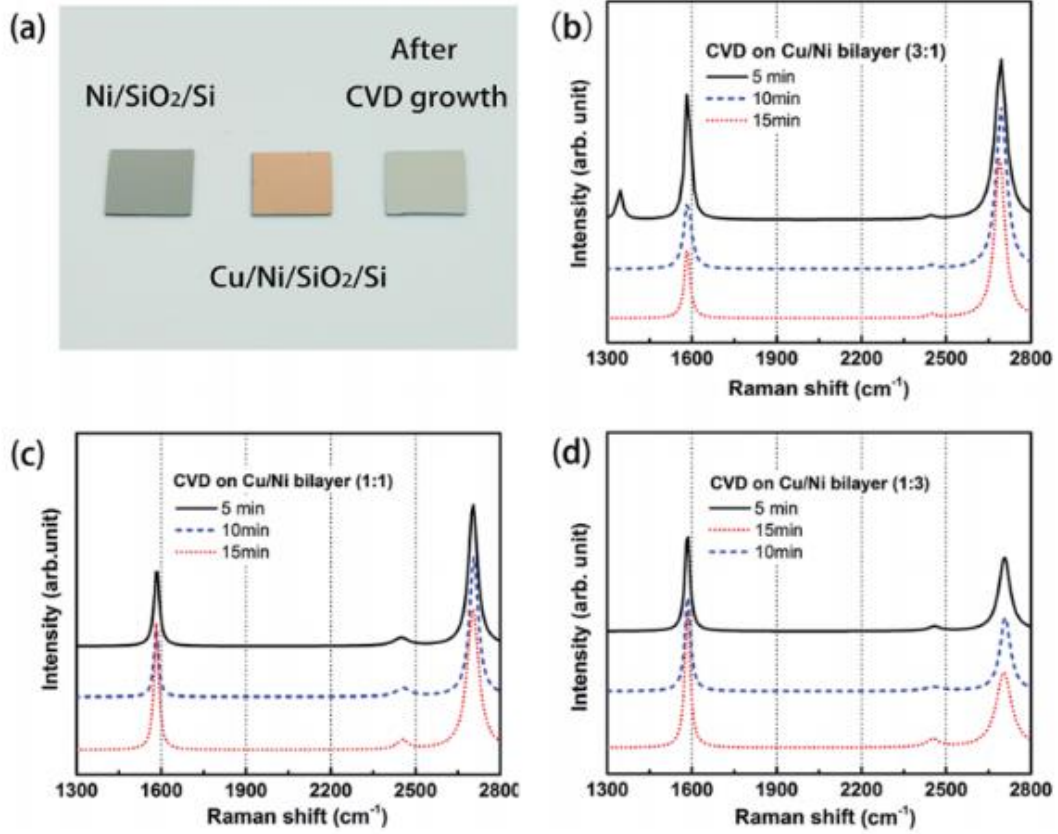 (a)
After
Ni/SiO₂/Si
CVD growth
Cu/Ni/SiO₂/Si
(b)
CVD on Cu/Ni bilayer (3:1)
5 min
10min
15min
Intensity (arb. unit)
1300 1600 1900 2200 2500 2800
Raman shift (cm⁻¹)
(c)
CVD on Cu/Ni bilayer (1:1)
5 min
10min
15min
Intensity (arb.unit)
1300 1600 1900 2200 2500 2800
Raman shift (cm⁻¹)
(d)
CVD on Cu/Ni bilayer (1:3)
5 min
15min
10min
Intensity (arb. unit)
1300 1600 1900 2200 2500 2800
Raman shift (cm⁻¹)